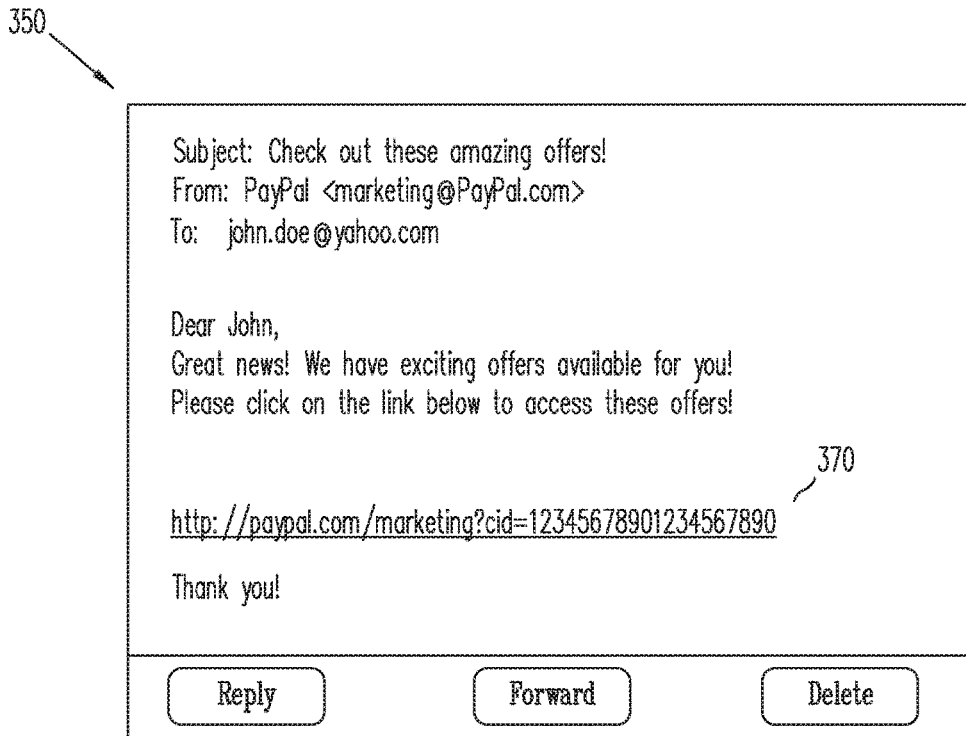 350
Subject: Check out these amazing offers!
From: PayPal <marketing@PayPal.com>
To: john.doe@yahoo.com
Dear John,
Great news! We have exciting offers available for you!
Please click on the link below to access these offers!
370
http://paypal.com/marketing?cid=12345678901234567890
Thank you!
Reply Forward Delete